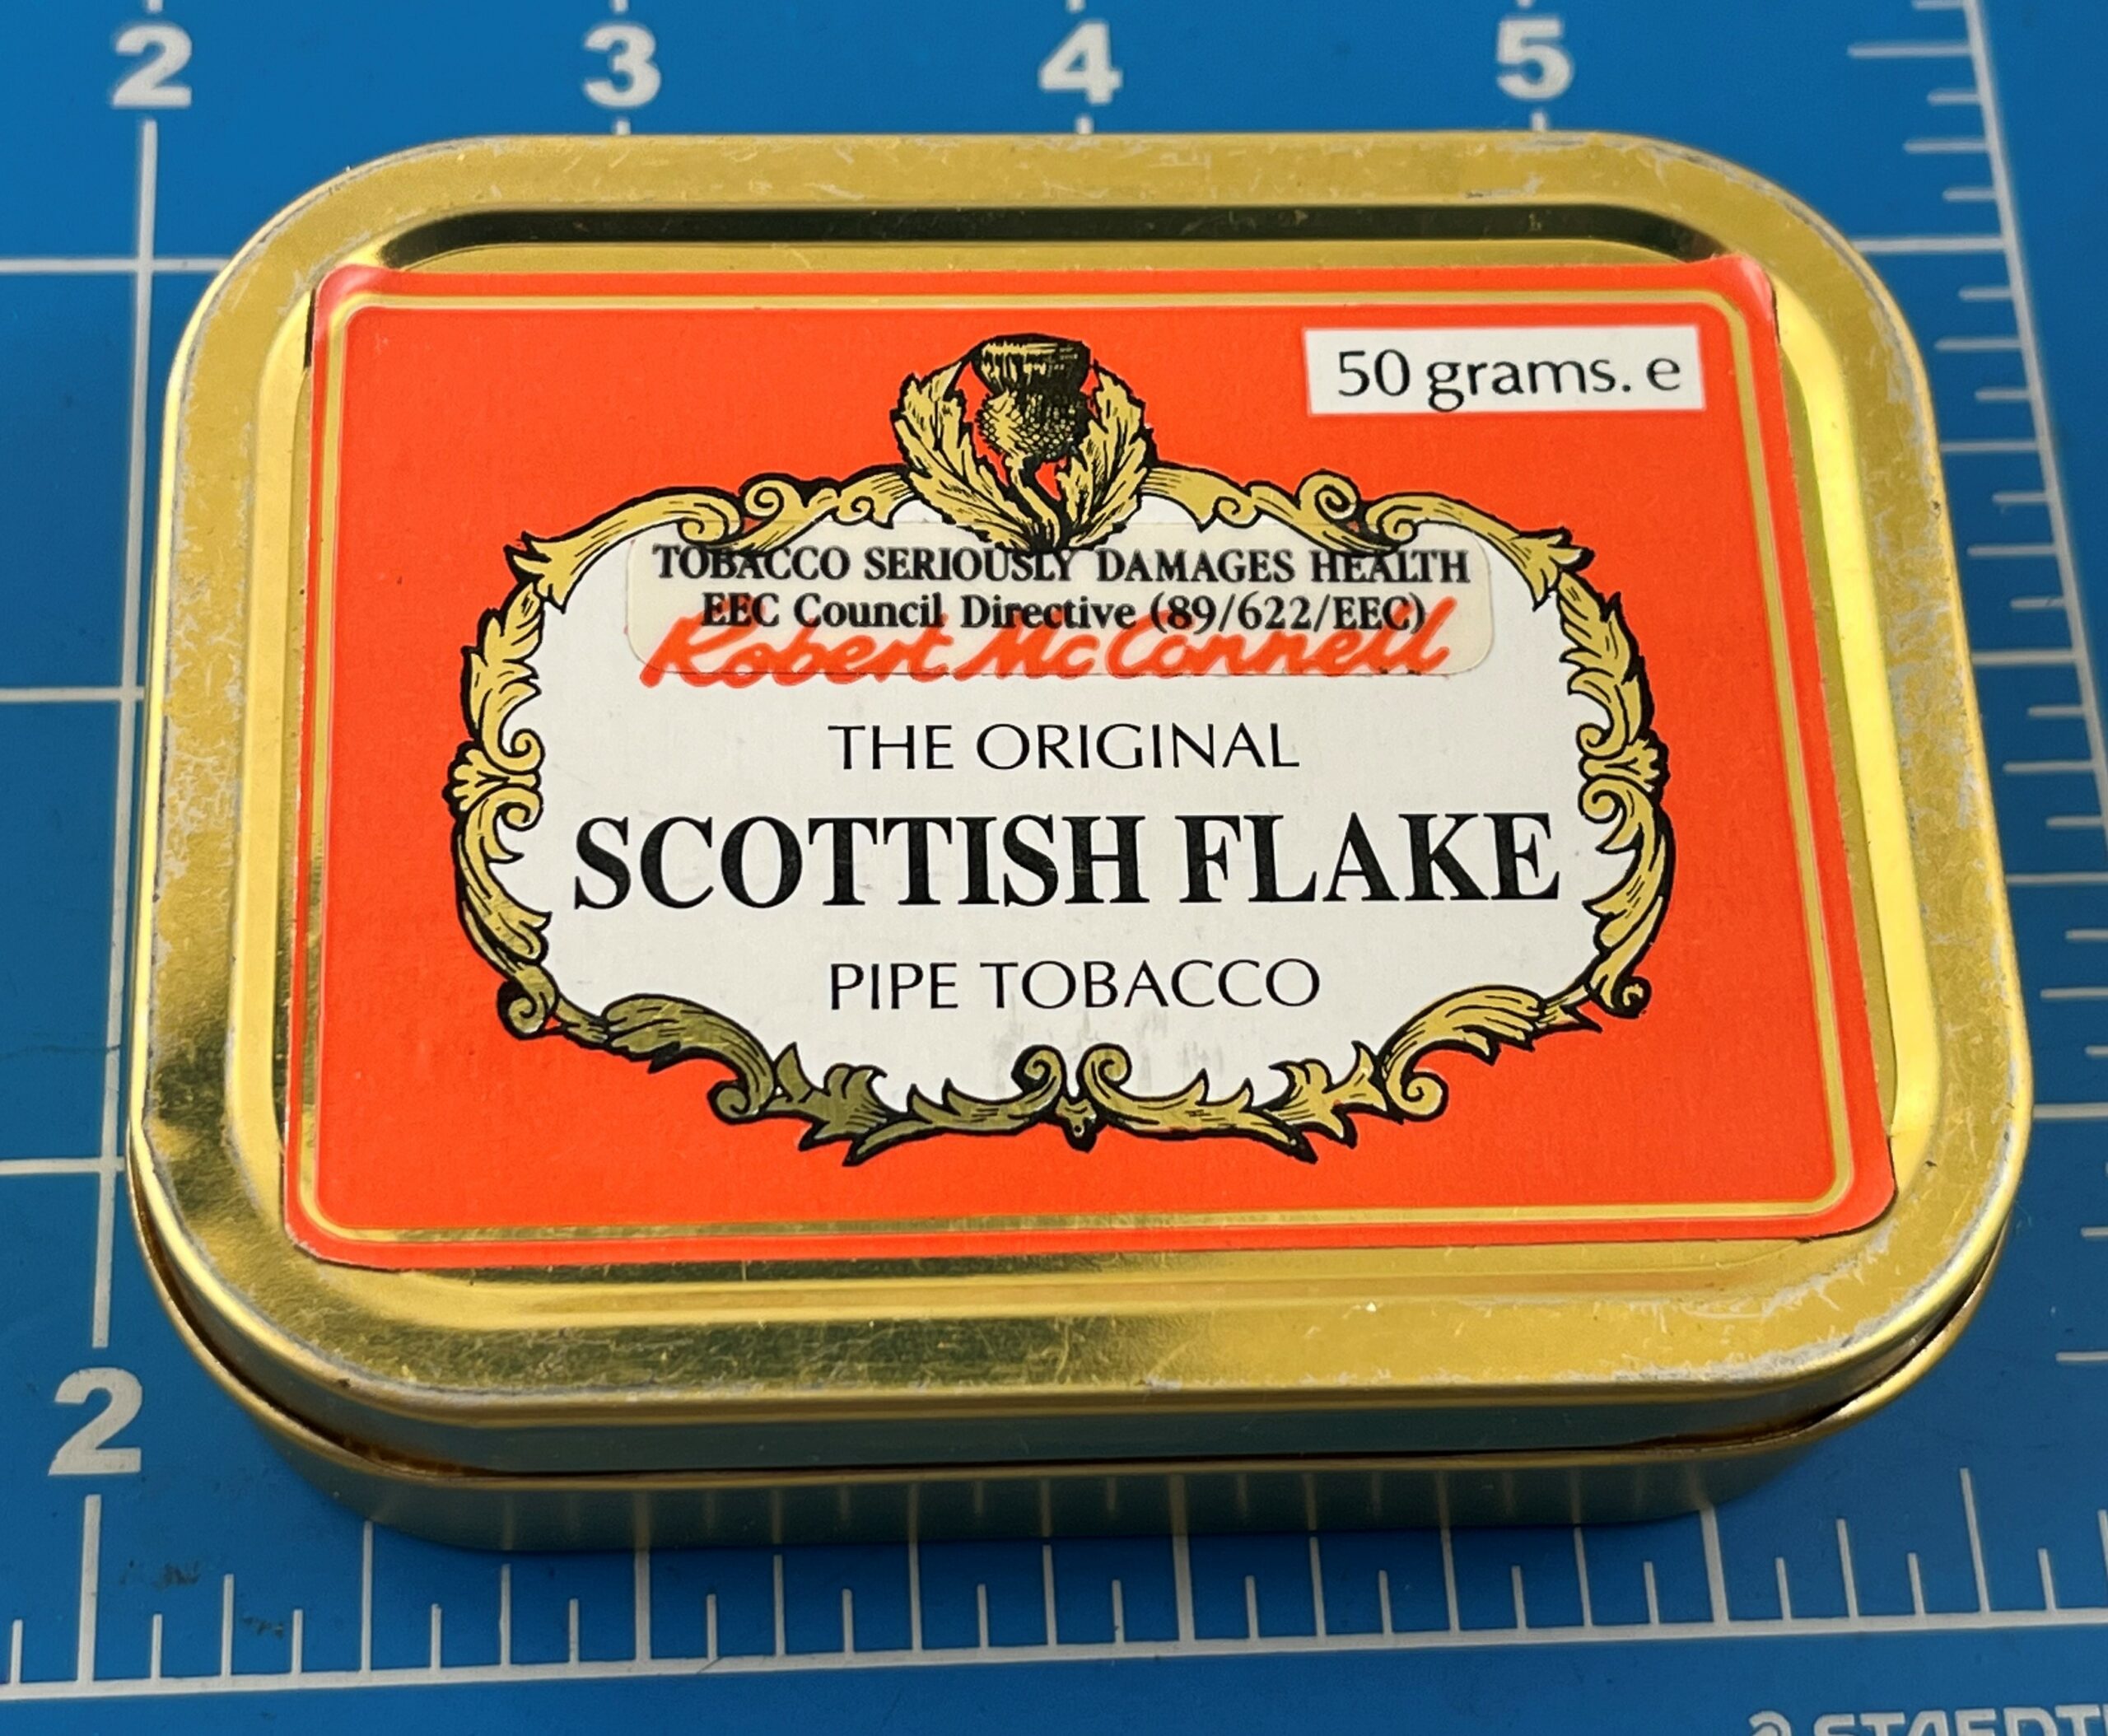 2 3 4 5
50 grams. e
TOBACCO SERIOUSLY DAMAGES HEALTH
EEC Council Directive (89/622/EEC)
Robert McConnell
THE ORIGINAL
SCOTTISH FLAKE
PIPE TOBACCO
2